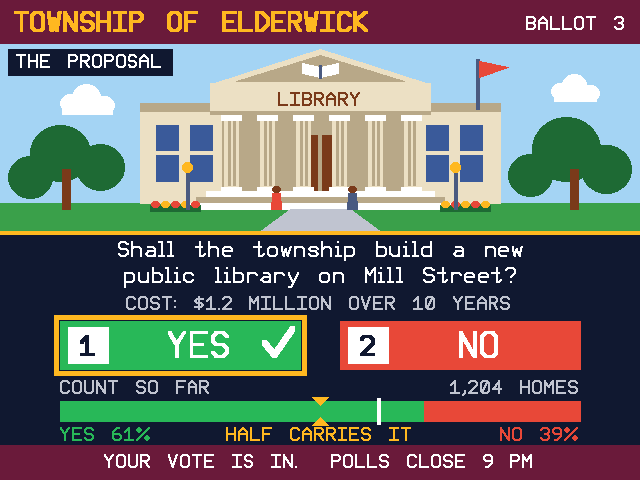 TOWNSHIP OF ELDERWICK
BALLOT 3
THE PROPOSAL
LIBRARY
Shall the township build a new
public library on Mill Street?
COST: $1.2 MILLION OVER 10 YEARS
1 YES
2 NO
COUNT SO FAR
1,204 HOMES
YES 61%
HALF CARRIES IT
NO 39%
YOUR VOTE IS IN. POLLS CLOSE 9 PM